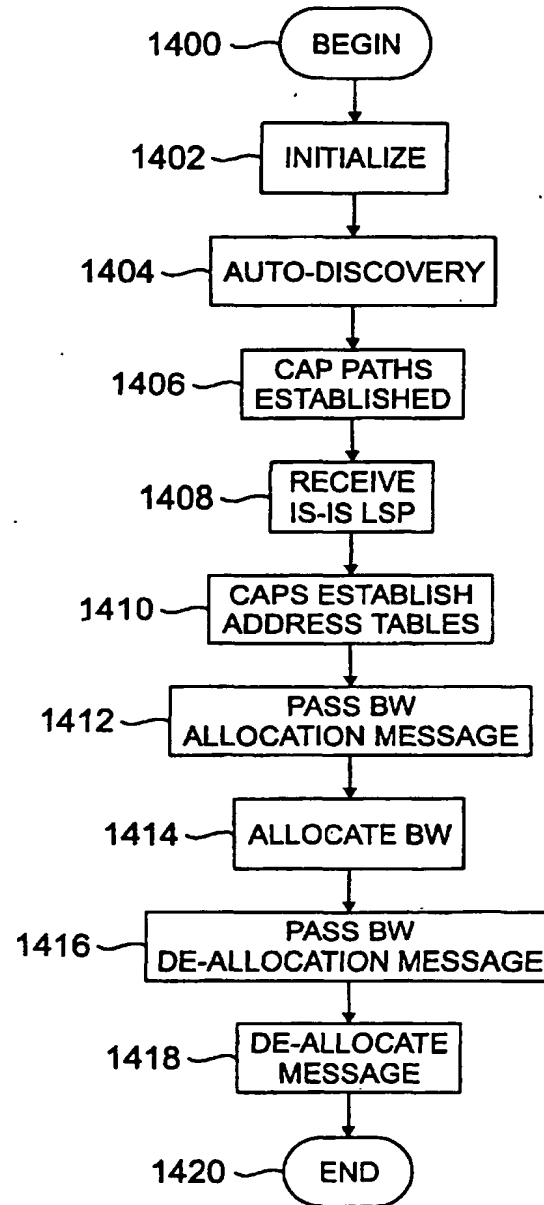 1400 BEGIN
1402 INITIALIZE
1404 AUTO-DISCOVERY
1406 CAP PATHS
ESTABLISHED
1408 RECEIVE
IS-IS LSP
1410 CAPS ESTABLISH
ADDRESS TABLES
1412 PASS BW
ALLOCATION MESSAGE
1414 ALLOCATE BW
1416 PASS BW
DE-ALLOCATION MESSAGE
1418 DE-ALLOCATE
MESSAGE
1420 END